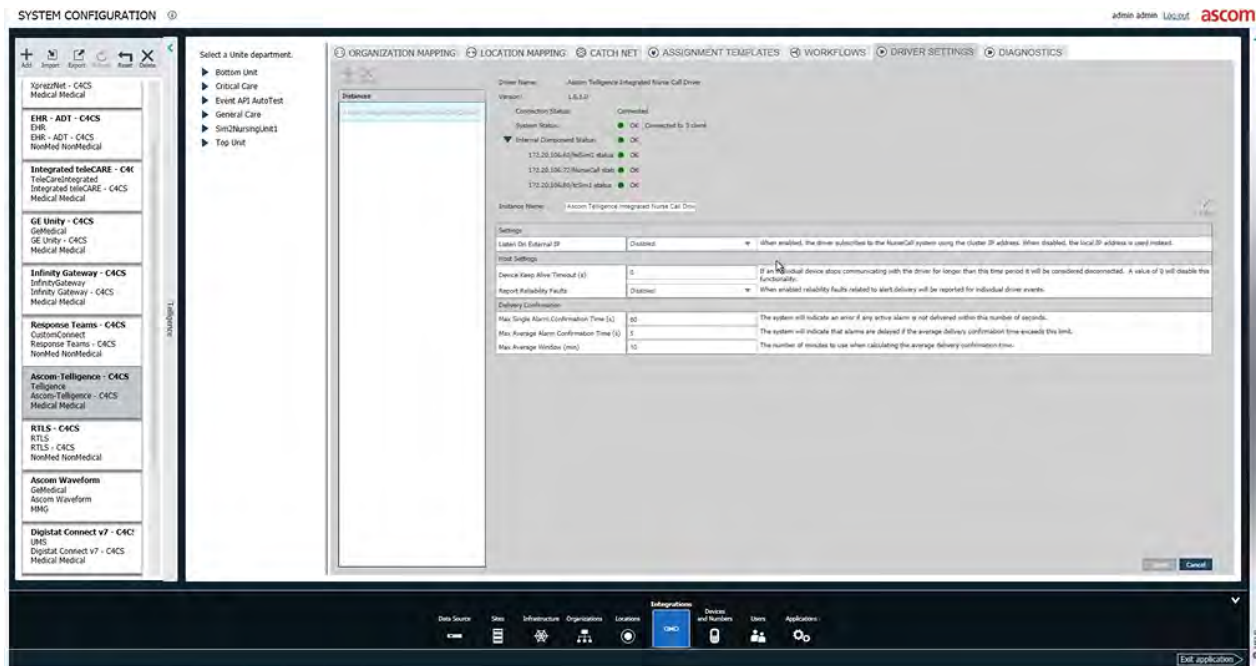 SYSTEM CONFIGURATION
admin admin Log out ascom
Add Import Export Reset Delete
XprezzNet - C4CS
Medical Medical
EHR - ADT - C4CS
EHR
EHR - ADT - C4CS
NonMed NonMedical
Integrated teleCARE - C4C
TeleCareIntegrated
Integrated teleCARE - C4CS
Medical Medical
GE Unity - C4CS
GeMedical
GE Unity - C4CS
Medical Medical
Infinity Gateway - C4CS
InfinityGateway
Infinity Gateway - C4CS
Medical Medical
Response Teams - C4CS
CustomConnect
Response Teams - C4CS
NonMed NonMedical
Ascom-Telligence - C4CS
Telligence
Ascom-Telligence - C4CS
Medical Medical
RTLS - C4CS
RTLS
RTLS - C4CS
NonMed NonMedical
Ascom Waveform
GeMedical
Ascom Waveform
MMG
Digistat Connect v7 - C4C
UMS
Digistat Connect v7 - C4CS
Medical Medical
Telligence
Select a Unite department.
Bottom Unit
Critical Care
Event API AutoTest
General Care
Sim2NursingUnit1
Top Unit
ORGANIZATION MAPPING LOCATION MAPPING CATCH NET ASSIGNMENT TEMPLATES WORKFLOWS DRIVER SETTINGS DIAGNOSTICS
Instances
Driver Name: Ascom Telligence Integrated Nurse Call Driver
Version:
Connection Status: Connected
System Status: OK Connected to 3 client
Internal Component Status: OK
status OK
OK
status OK
Instance Name: Ascom Telligence Integrated Nurse Call Driv
Settings
Listen On External IP Disabled When enabled, the driver subscribes to the NurseCall system using the cluster IP address. When disabled, the local IP address is used instead.
Host Settings
Device Keep Alive Timeout (s) 0 If an individual device stops communicating with the driver for longer than this time period it will be considered disconnected. A value of 0 will disable this
functionality.
Report Reliability Faults Disabled When enabled reliability faults related to alert delivery will be reported for individual driver events.
Delivery Confirmation
Max Single Alarm Confirmation Time (s) 60 The system will indicate an error if any active alarm is not delivered within this number of seconds.
Max Average Alarm Confirmation Time (s) 5 The system will indicate that alarms are delayed if the average delivery confirmation time exceeds this limit.
Max Average Window (min) 10 The number of minutes to use when calculating the average delivery confirmation time.
Cancel
Data Source Sites Infrastructure Organizations Locations Integrations Devices and Numbers Users Applications
Exit application